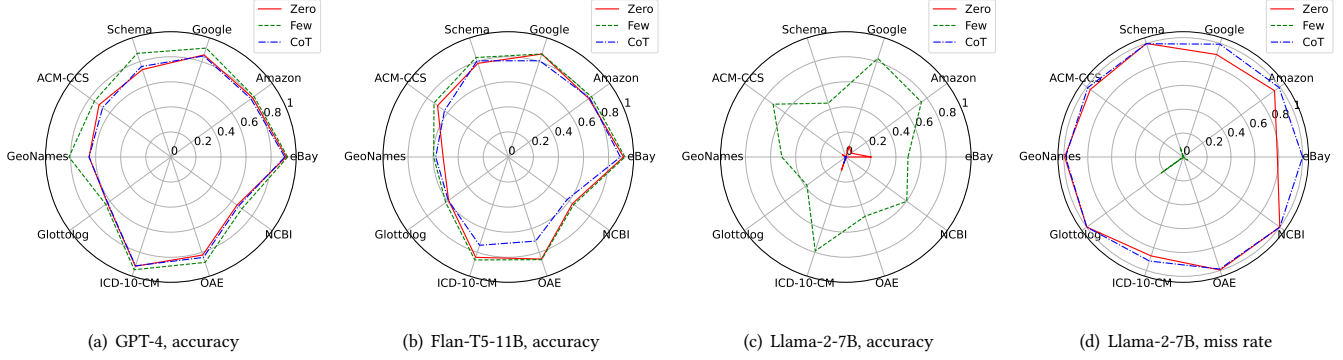 Zero
Few
CoT
Schema
Google
ACM-CCS
Amazon
GeoNames
eBay
Glottolog
NCBI
ICD-10-CM
OAE
0
0.2
0.4
0.6
0.8
1
(a) GPT-4, accuracy
Zero
Few
CoT
Schema
Google
ACM-CCS
Amazon
GeoNames
eBay
Glottolog
NCBI
ICD-10-CM
OAE
0
0.2
0.4
0.6
0.8
1
(b) Flan-T5-11B, accuracy
Zero
Few
CoT
Schema
Google
ACM-CCS
Amazon
GeoNames
eBay
Glottolog
NCBI
ICD-10-CM
OAE
0
0.2
0.4
0.6
0.8
1
(c) Llama-2-7B, accuracy
Zero
Few
CoT
Schema
Google
ACM-CCS
Amazon
GeoNames
eBay
Glottolog
NCBI
ICD-10-CM
OAE
0
0.2
0.4
0.6
0.8
1
(d) Llama-2-7B, miss rate